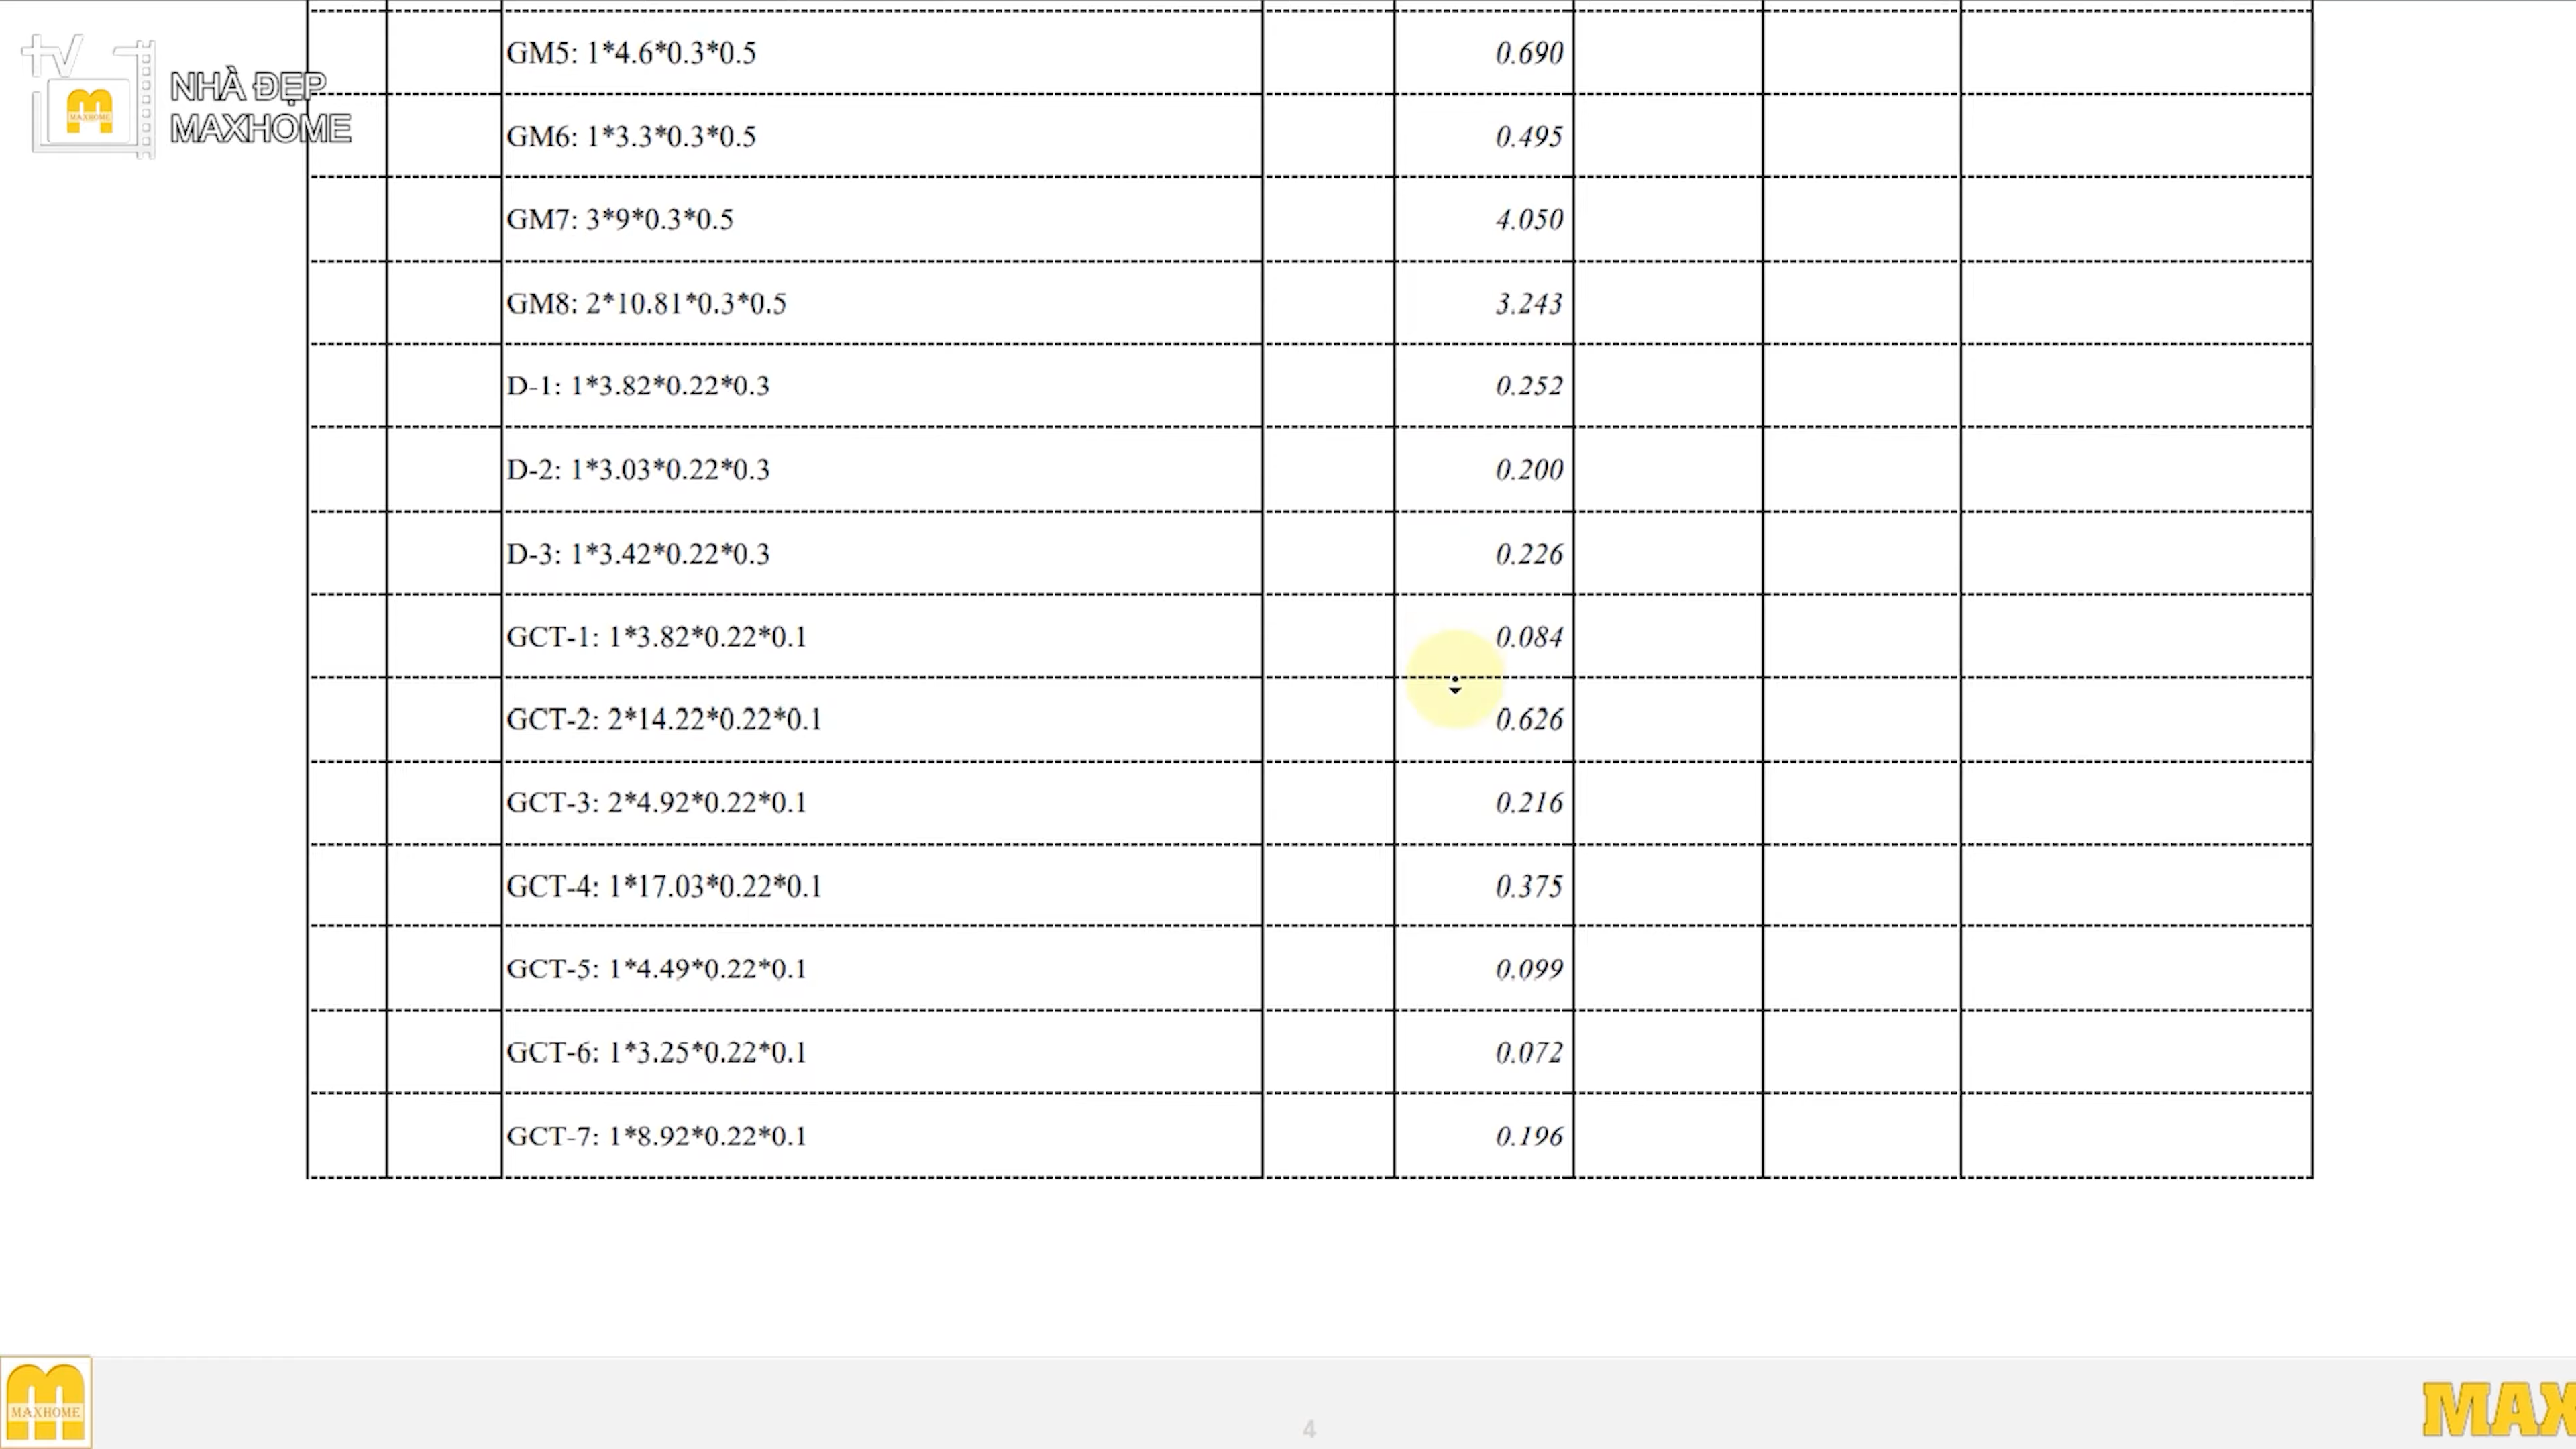 tV
NHÀ ĐẸP
MAXHOME
MAXHOME
GM5: 1*4.6*0.3*0.5 0.690
GM6: 1*3.3*0.3*0.5 0.495
GM7: 3*9*0.3*0.5 4.050
GM8: 2*10.81*0.3*0.5 3.243
D-1: 1*3.82*0.22*0.3 0.252
D-2: 1*3.03*0.22*0.3 0.200
D-3: 1*3.42*0.22*0.3 0.226
GCT-1: 1*3.82*0.22*0.1 0.084
GCT-2: 2*14.22*0.22*0.1 0.626
GCT-3: 2*4.92*0.22*0.1 0.216
GCT-4: 1*17.03*0.22*0.1 0.375
GCT-5: 1*4.49*0.22*0.1 0.099
GCT-6: 1*3.25*0.22*0.1 0.072
GCT-7: 1*8.92*0.22*0.1 0.196
MAXHOME
4
MAX